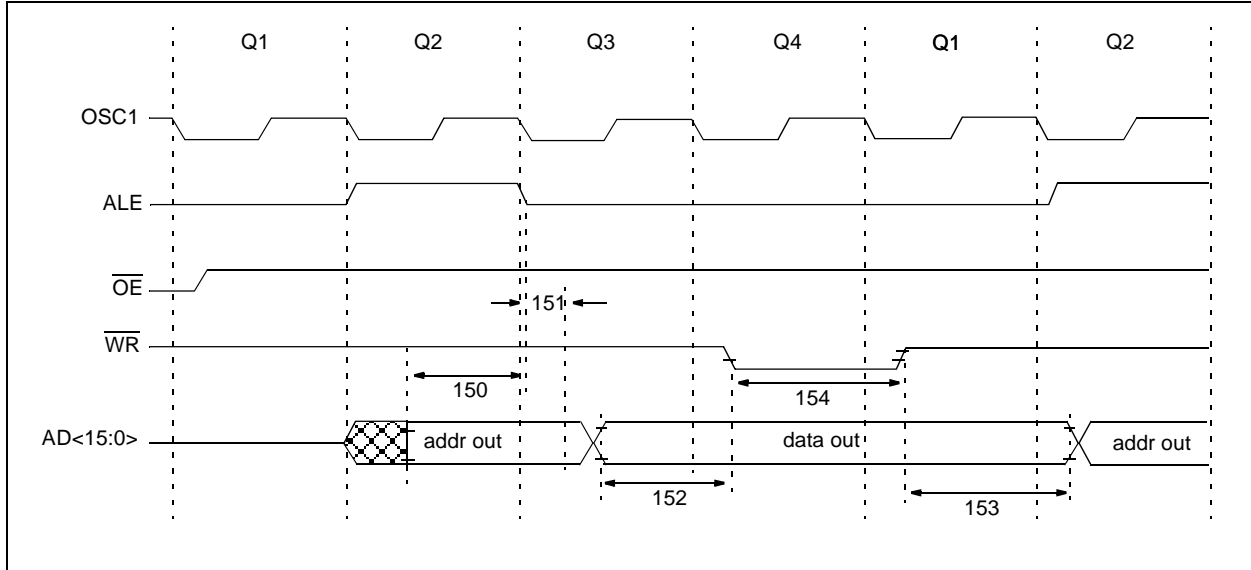 Q1 Q2 Q3 Q4 Q1 Q2
OSC1
ALE
OE
151
WR
150
154
AD<15:0>
addr out
data out
addr out
152
153